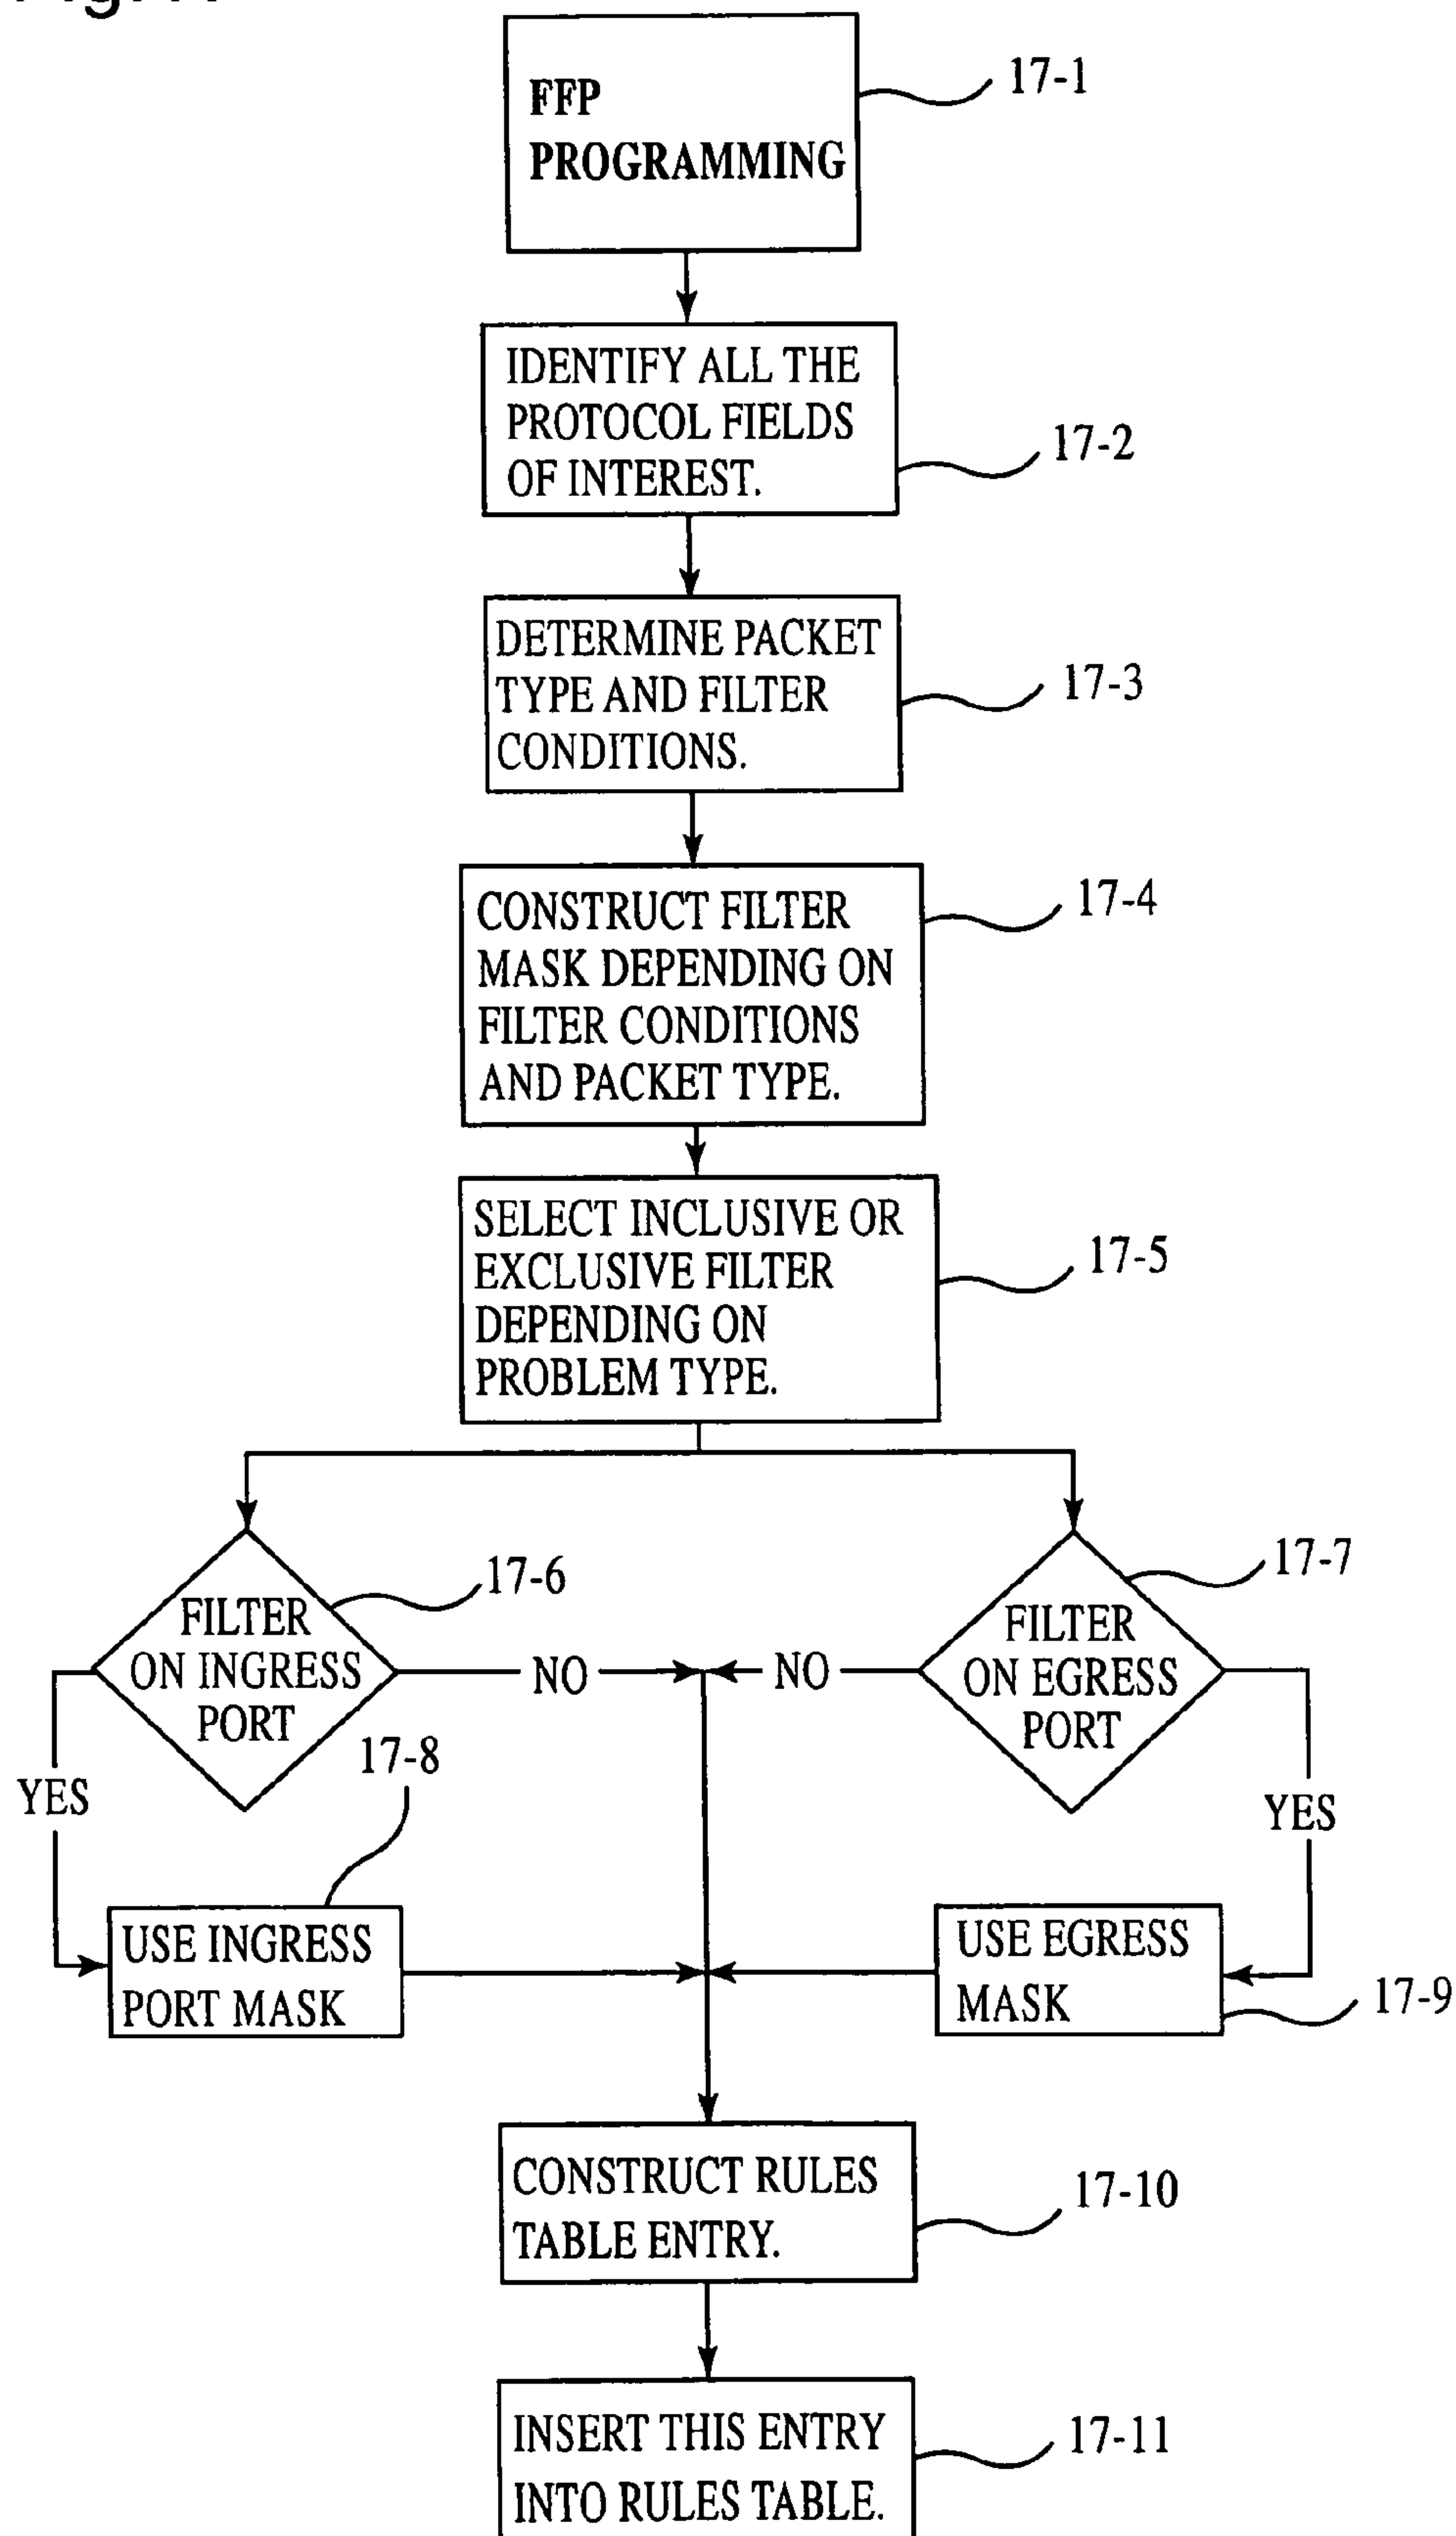 FFP
PROGRAMMING
17-1
IDENTIFY ALL THE
PROTOCOL FIELDS
OF INTEREST.
17-2
DETERMINE PACKET
TYPE AND FILTER
CONDITIONS.
17-3
CONSTRUCT FILTER
MASK DEPENDING ON
FILTER CONDITIONS
AND PACKET TYPE.
17-4
SELECT INCLUSIVE OR
EXCLUSIVE FILTER
DEPENDING ON
PROBLEM TYPE.
17-5
FILTER
ON INGRESS
PORT
17-6
NO
NO
FILTER
ON EGRESS
PORT
17-7
YES
17-8
YES
USE INGRESS
PORT MASK
USE EGRESS
MASK
17-9
CONSTRUCT RULES
TABLE ENTRY.
17-10
INSERT THIS ENTRY
INTO RULES TABLE.
17-11